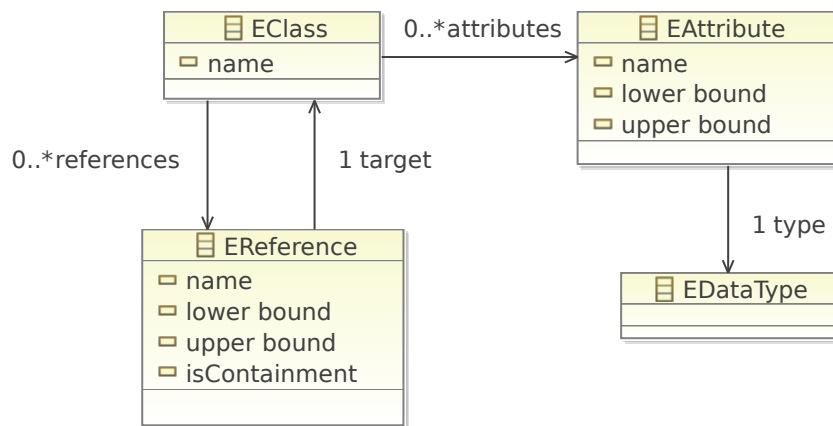 EClass
name
0..*attributes
EAttribute
name
lower bound
upper bound
0..*references
1 target
1 type
EReference
name
lower bound
upper bound
isContainment
EDataType